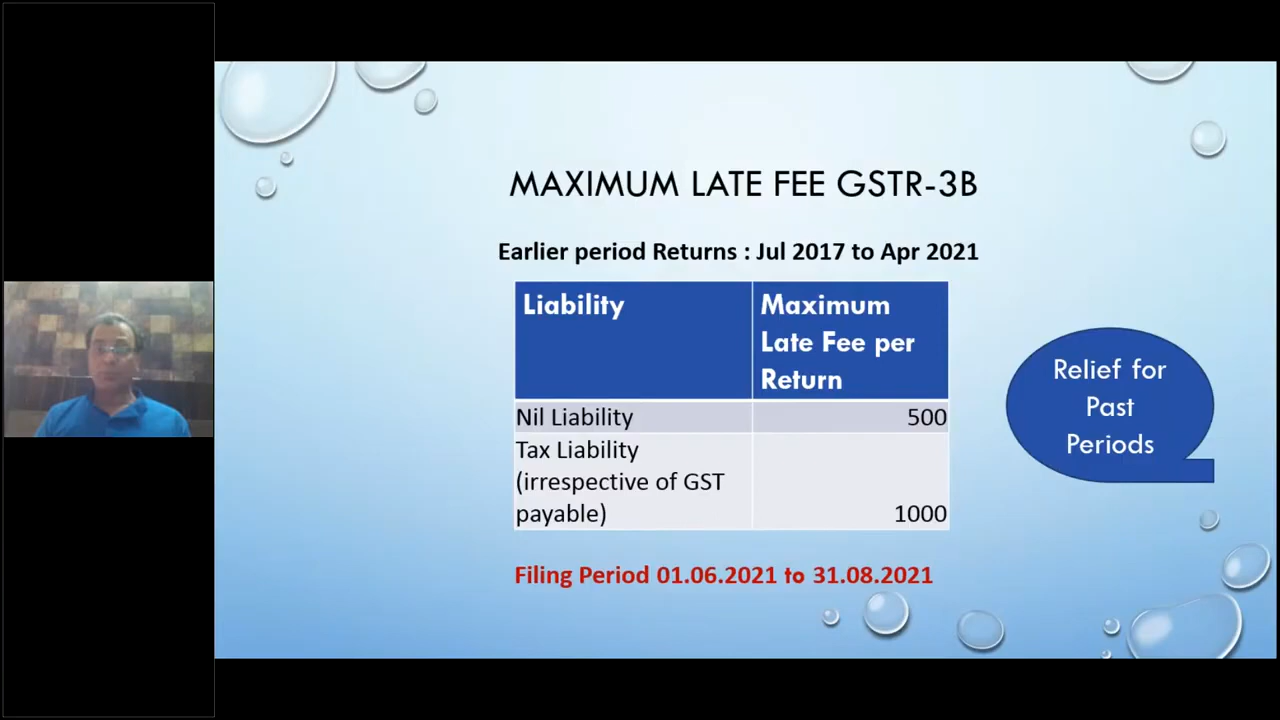 MAXIMUM LATE FEE GSTR-3B
Earlier period Returns : Jul 2017 to Apr 2021
Liability
Maximum
Late Fee per
Return
Nil Liability
500
Tax Liability
(irrespective of GST
payable)
1000
Relief for
Past
Periods
Filing Period 01.06.2021 to 31.08.2021